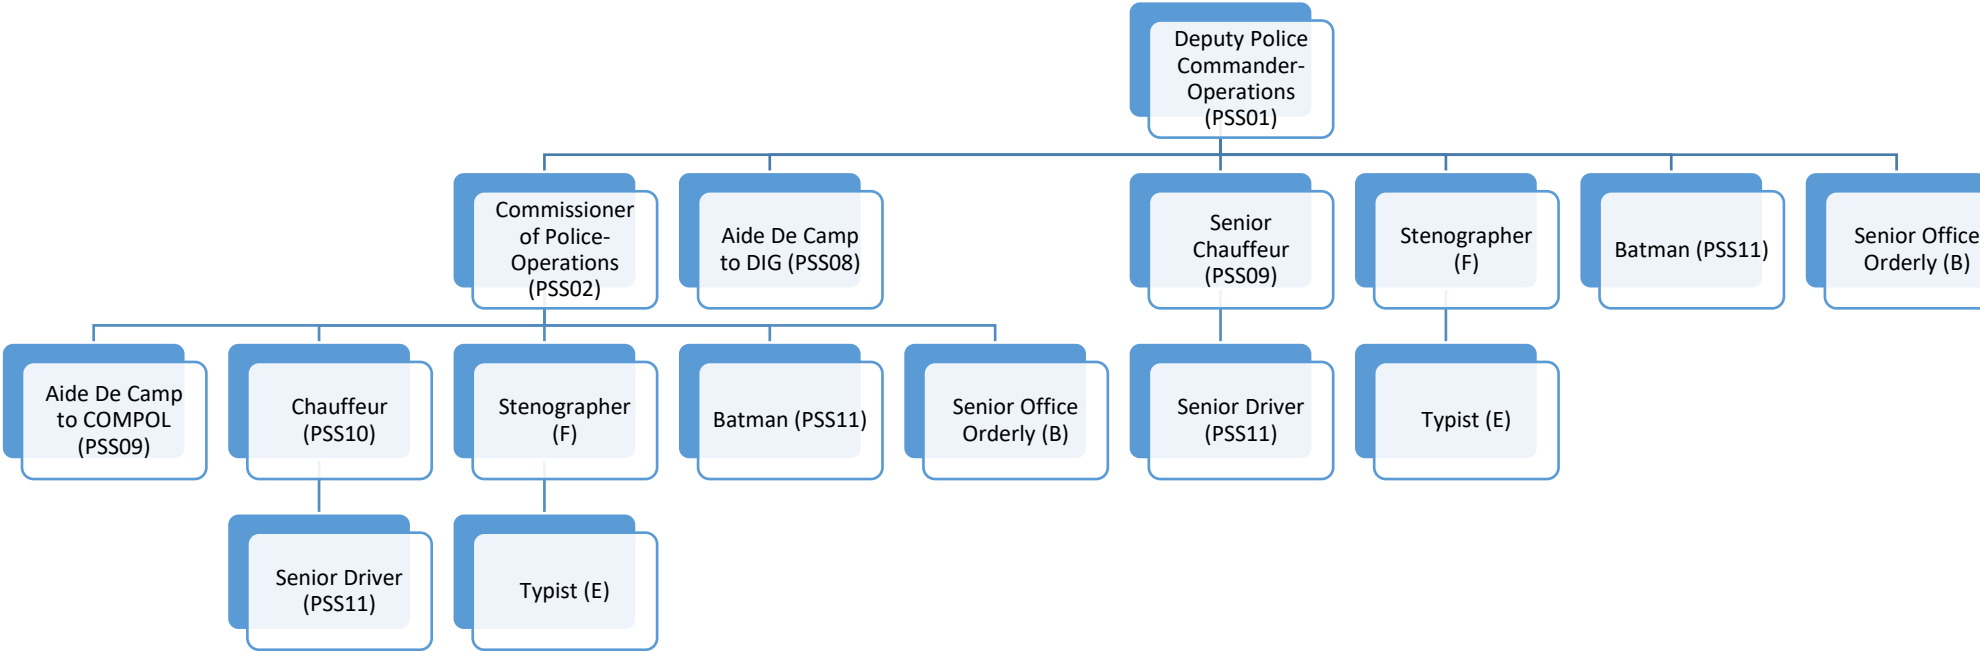 Deputy Police
Commander-
Operations
(PSS01)
Commissioner
of Police-
Operations
(PSS02)
Aide De Camp
to DIG (PSS08)
Senior
Chauffeur
(PSS09)
Stenographer
(F)
Batman (PSS11)
Senior Office
Orderly (B)
Aide De Camp
to COMPOL
(PSS09)
Chauffeur
(PSS10)
Stenographer
(F)
Batman (PSS11)
Senior Office
Orderly (B)
Senior Driver
(PSS11)
Typist (E)
Senior Driver
(PSS11)
Typist (E)